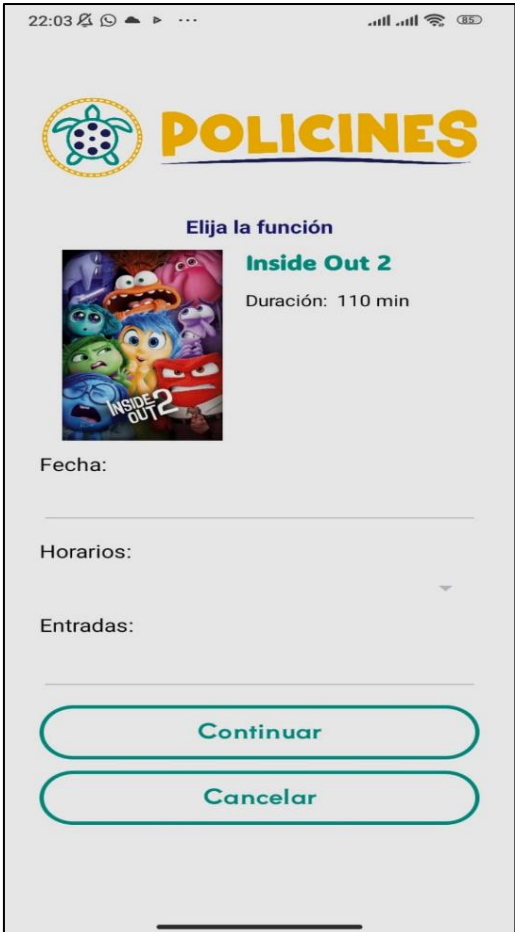 22:03
85
POLICINES
Elija la función
Inside Out 2
Duración: 110 min
INSIDE
OUT 2
Fecha:
Horarios:
Entradas:
Continuar
Cancelar